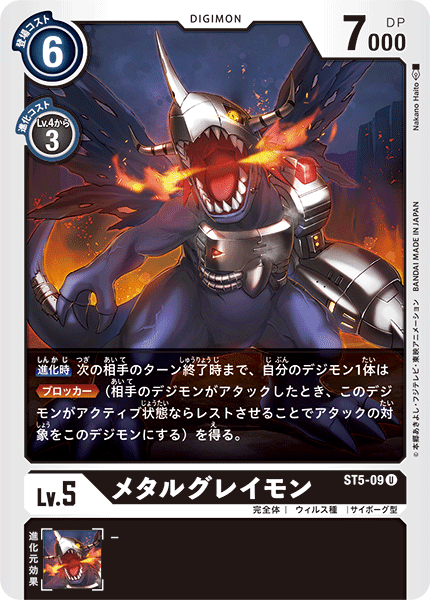 DIGIMON
登場コスト
6
7000
DP
進化コスト
Lv.4から
3
Nakano Haito
©本郷あきよし・フジテレビ・東映アニメーション BANDAI MADE IN JAPAN
進化時 次の相手のターン終了時まで、自分のデジモン1体は
ブロッカー（相手のデジモンがアタックしたとき、このデジ
モンがアクティブ状態ならレストさせることでアタックの対
象をこのデジモンにする）を得る。
ST5-09 U
Lv.5
メタルグレイモン
完全体｜ウィルス種｜サイボーグ型
進化元効果
－